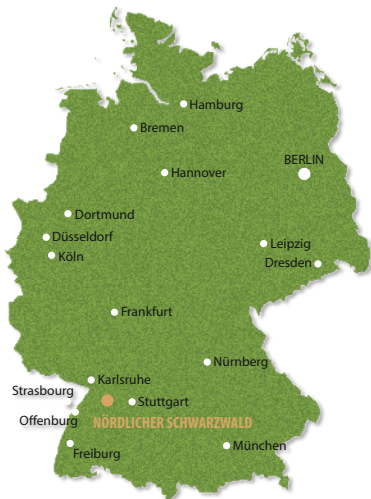 Hamburg
Bremen
BERLIN
Hannover
Dortmund
Düsseldorf
Leipzig
Köln
Dresden
Frankfurt
Nürnberg
Karlsruhe
Strasbourg
Stuttgart
Offenburg
NÖRDLICHER SCHWARZWALD
München
Freiburg